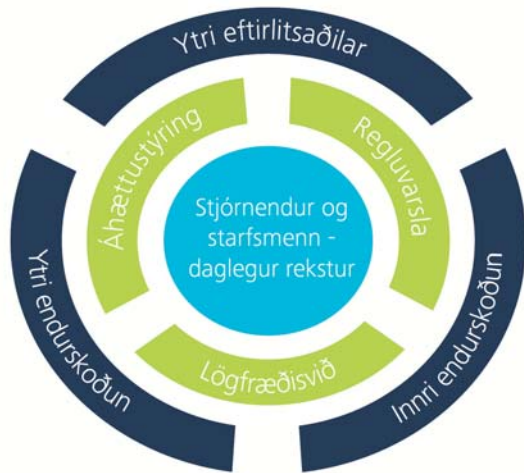 Ytri eftirlitsaðilar
Áhættustýring
Regluvarsla
Stjórnendur og
starfsmenn -
daglegur rekstur
Lögfræðisvið
Ytri endurskoðun
Innri endurskoðun